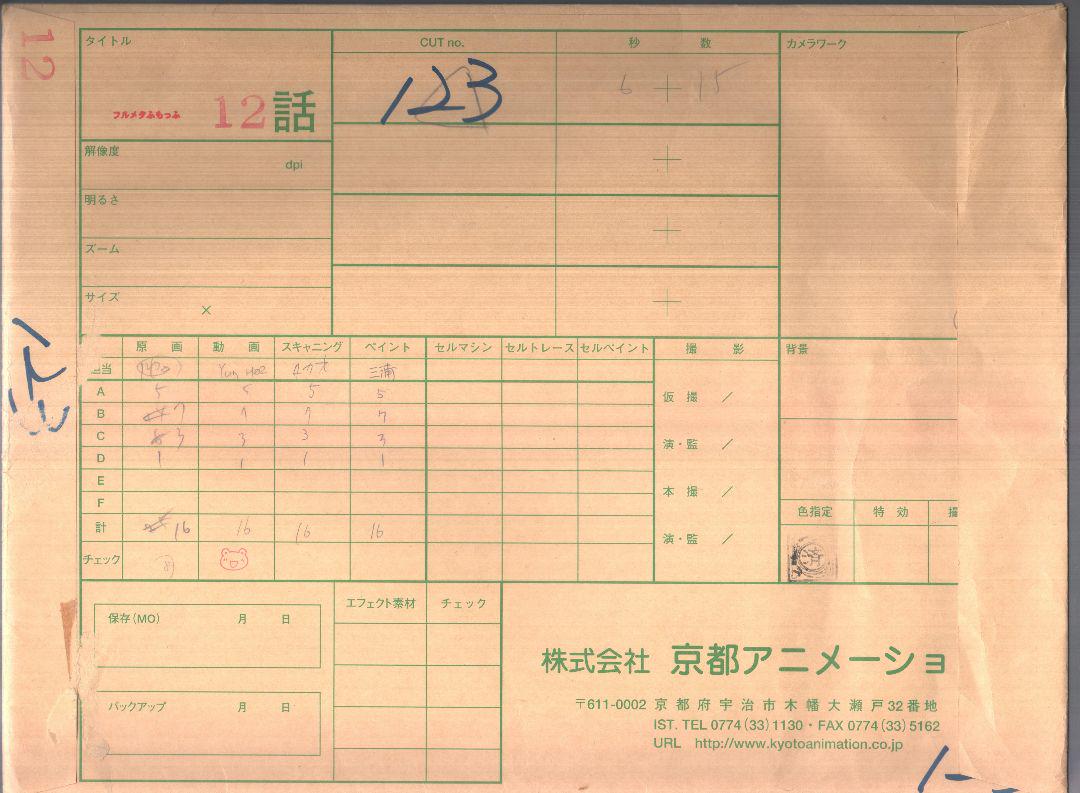 12
タイトル
フルメタふもっふ 12話
CUT no.
123
秒 数
6 + 15
カメラワーク
解像度
dpi
明るさ
ズーム
サイズ
×
原 画 動 画 スキャニング ペイント セルマシン セルトレース セルペイント
担当 Yun Hee 三浦
A 5 5 5 5
B 7 7 7 7
C 3 3 3 3
D 1 1 1 1
E
F
計 16 16 16 16
チェック
撮 影
仮 撮 /
演・監 /
本 撮 /
演・監 /
背景
色指定 特 効 撮
済
保存(MO) 月 日
バックアップ 月 日
エフェクト素材 チェック
株式会社 京都アニメーショ
〒611-0002 京都府宇治市木幡大瀬戸32番地
IST. TEL 0774(33)1130・FAX 0774(33)5162
URL http://www.kyotoanimation.co.jp